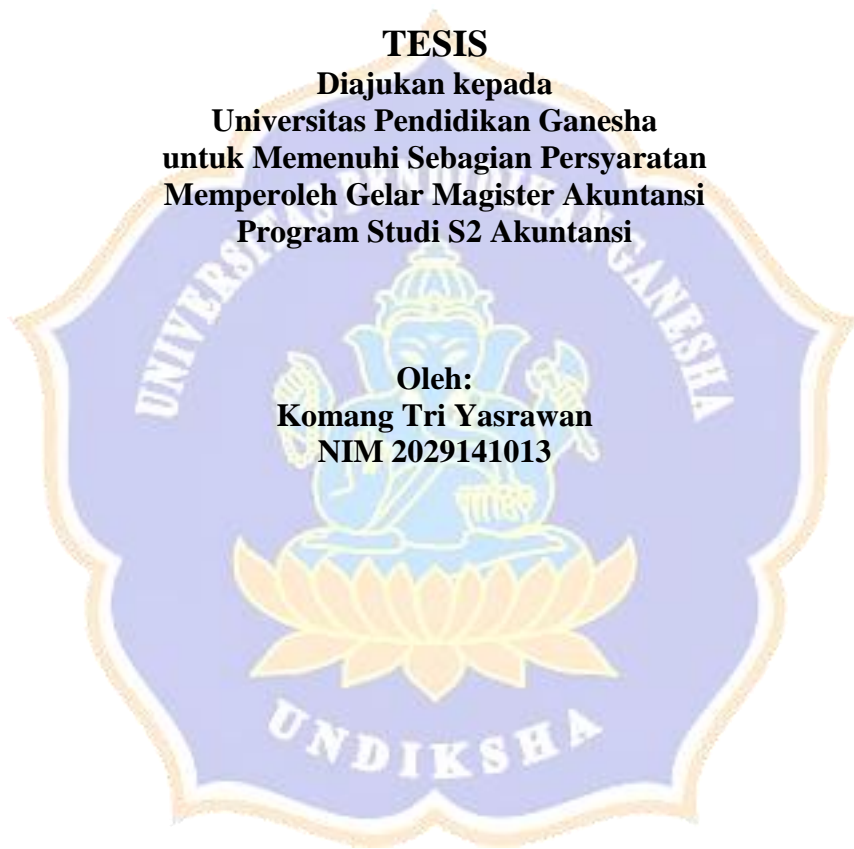 TESIS
Diajukan kepada
Universitas Pendidikan Ganesha
untuk Memenuhi Sebagian Persyaratan
Memperoleh Gelar Magister Akuntansi
Program Studi S2 Akuntansi
UNIVERSITAS PENDIDIKAN GANESHA
Oleh:
Komang Tri Yasrawan
NIM 2029141013
UNDIKSHA